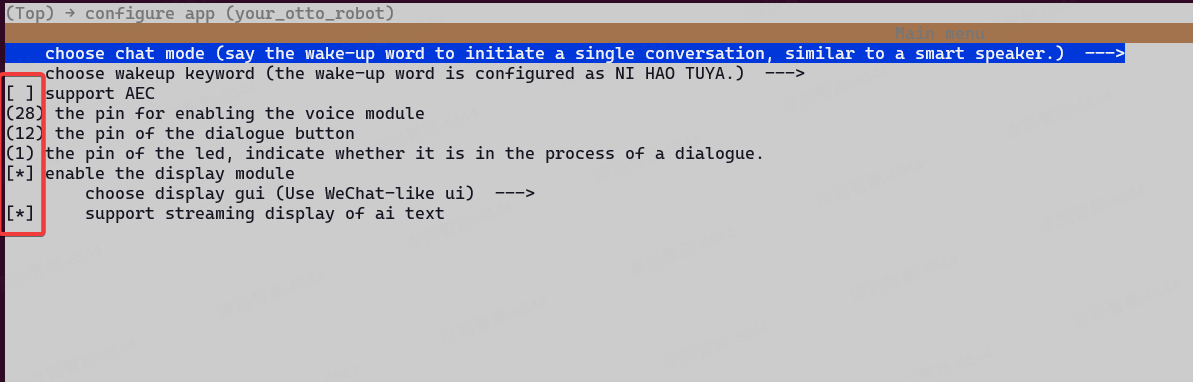 (Top) → configure app (your_otto_robot)
Main menu
choose chat mode (say the wake-up word to initiate a single conversation, similar to a smart speaker.)  --->
choose wakeup keyword (the wake-up word is configured as NI HAO TUYA.)  --->
[ ] support AEC
(28) the pin for enabling the voice module
(12) the pin of the dialogue button
(1) the pin of the led, indicate whether it is in the process of a dialogue.
[*] enable the display module
choose display gui (Use WeChat-like ui)  --->
[*]     support streaming display of ai text